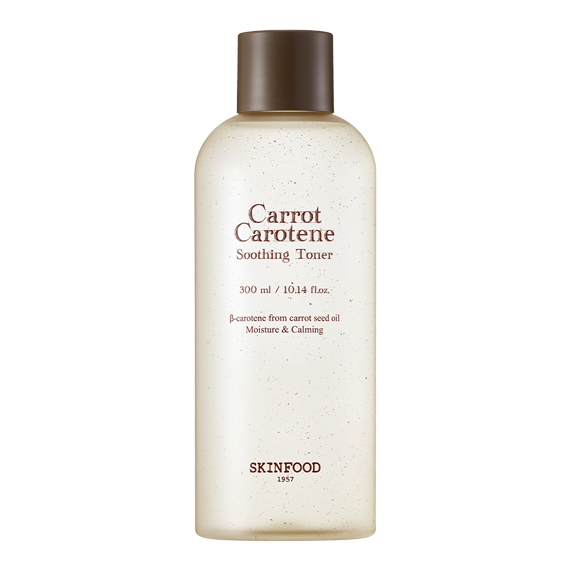 Carrot
Carotene
Soothing Toner
300 ml / 10.14 fl.oz.
β-carotene from carrot seed oil
Moisture & Calming
SKINFOOD
1957